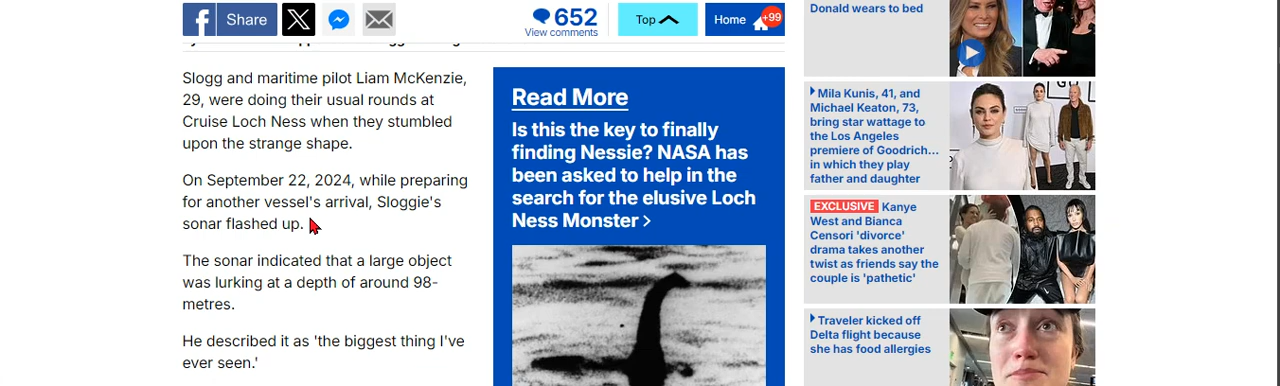 Share
652
View comments
Top
Home
+99
Slogg and maritime pilot Liam McKenzie,
29, were doing their usual rounds at
Cruise Loch Ness when they stumbled
upon the strange shape.
On September 22, 2024, while preparing
for another vessel's arrival, Sloggie's
sonar flashed up.
The sonar indicated that a large object
was lurking at a depth of around 98-
metres.
He described it as 'the biggest thing I've
ever seen.'
Read More
Is this the key to finally
finding Nessie? NASA has
been asked to help in the
search for the elusive Loch
Ness Monster >
Donald wears to bed
Mila Kunis, 41, and
Michael Keaton, 73,
bring star wattage to
the Los Angeles
premiere of Goodrich...
in which they play
father and daughter
EXCLUSIVE Kanye
West and Bianca
Censori 'divorce'
drama takes another
twist as friends say the
couple is 'pathetic'
Traveler kicked off
Delta flight because
she has food allergies